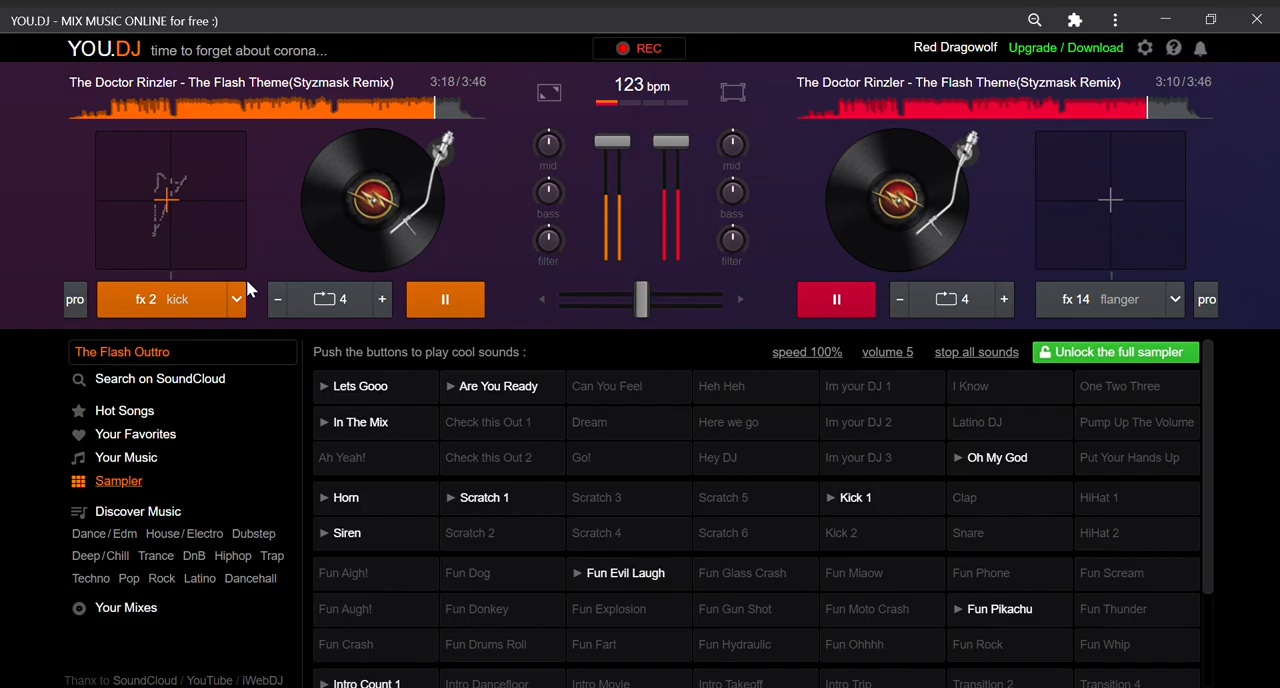 YOU.DJ - MIX MUSIC ONLINE for free :)
YOU.DJ time to forget about corona...
REC
Red Dragowolf Upgrade / Download
The Doctor Rinzler - The Flash Theme(Styzmask Remix) 3:18/3:46
123 bpm
The Doctor Rinzler - The Flash Theme(Styzmask Remix) 3:10/3:46
mid mid
bass bass
filter filter
pro fx 2 kick - 4 + - 4 + fx 14 flanger pro
The Flash Outtro
Search on SoundCloud
Hot Songs
Your Favorites
Your Music
Sampler
Discover Music
Dance/Edm House/Electro Dubstep
Deep/Chill Trance DnB Hiphop Trap
Techno Pop Rock Latino Dancehall
Your Mixes
Thanx to SoundCloud / YouTube / iWebDJ
Push the buttons to play cool sounds : speed 100% volume 5 stop all sounds Unlock the full sampler
Lets Gooo Are You Ready Can You Feel Heh Heh Im your DJ 1 I Know One Two Three
In The Mix Check this Out 1 Dream Here we go Im your DJ 2 Latino DJ Pump Up The Volume
Ah Yeah! Check this Out 2 Go! Hey DJ Im your DJ 3 Oh My God Put Your Hands Up
Horn Scratch 1 Scratch 3 Scratch 5 Kick 1 Clap HiHat 1
Siren Scratch 2 Scratch 4 Scratch 6 Kick 2 Snare HiHat 2
Fun Aigh! Fun Dog Fun Evil Laugh Fun Glass Crash Fun Miaow Fun Phone Fun Scream
Fun Augh! Fun Donkey Fun Explosion Fun Gun Shot Fun Moto Crash Fun Pikachu Fun Thunder
Fun Crash Fun Drums Roll Fun Fart Fun Hydraulic Fun Ohhhh Fun Rock Fun Whip
Intro Count 1 Intro Dancefloor Intro Movie Intro Takeoff Intro Trip Transition 2 Transition 4